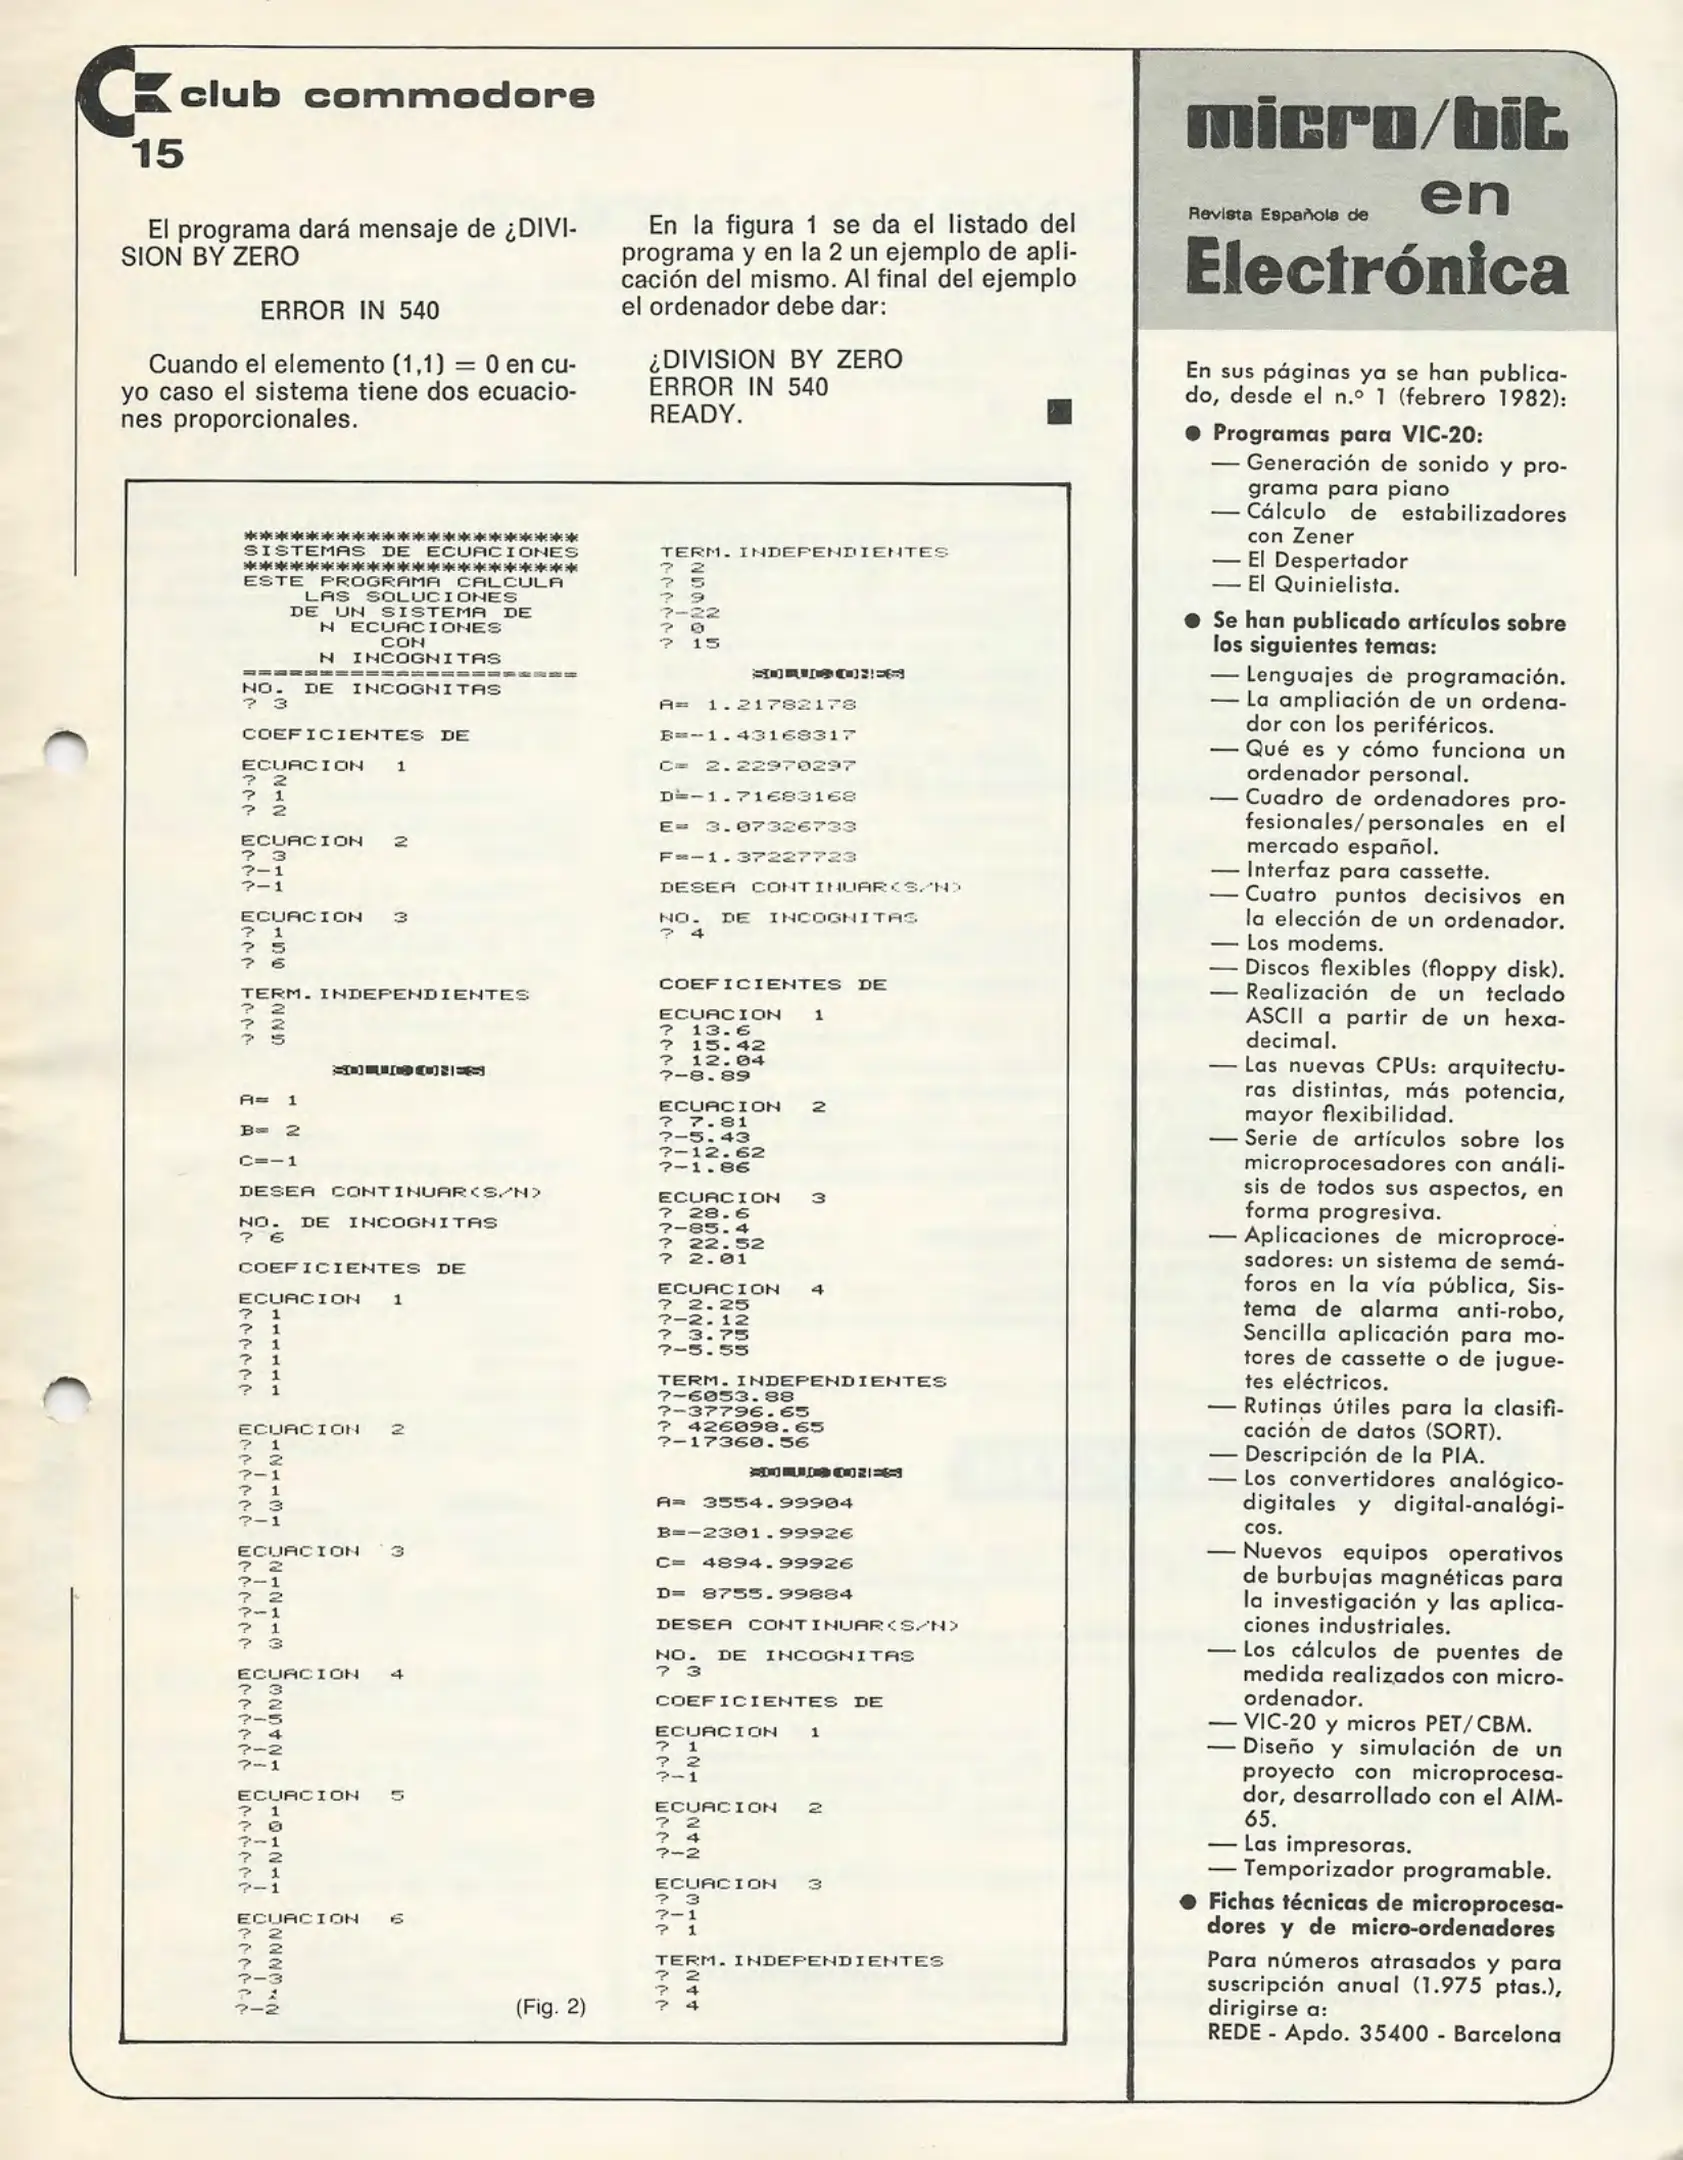 club commodore
15
El programa dará mensaje de ¿DIVI-
SION BY ZERO
ERROR IN 540
Cuando el elemento (1,1) = 0 en cu-
yo caso el sistema tiene dos ecuacio-
nes proporcionales.
En la figura 1 se da el listado del
programa y en la 2 un ejemplo de apli-
cación del mismo. Al final del ejemplo
el ordenador debe dar:
¿DIVISION BY ZERO
ERROR IN 540
READY.
**********************
SISTEMAS DE ECUACIONES
**********************
ESTE PROGRAMA CALCULA
LAS SOLUCIONES
DE UN SISTEMA DE
N ECUACIONES
CON
N INCOGNITAS
======================
NO. DE INCOGNITAS
? 3
COEFICIENTES DE
ECUACION 1
? 2
? 1
? 2
ECUACION 2
? 3
?-1
?-1
ECUACION 3
? 1
? 5
? 6
TERM.INDEPENDIENTES
? 2
? 2
? 5
A= 1
B= 2
C=-1
DESEA CONTINUAR(S/N)
NO. DE INCOGNITAS
? 6
COEFICIENTES DE
ECUACION 1
? 1
? 1
? 1
? 1
? 1
? 1
ECUACION 2
? 1
? 2
?-1
? 1
? 3
?-1
ECUACION 3
? 2
?-1
? 2
?-1
? 1
? 3
ECUACION 4
? 3
? 2
?-5
? 4
?-2
?-1
ECUACION 5
? 1
? 0
?-1
? 2
? 1
?-1
ECUACION 6
? 2
? 2
? 2
?-3
? 1
?-2
(Fig. 2)
TERM.INDEPENDIENTES
? 2
? 5
? 9
?-22
? 0
? 15
A= 1.21782178
B=-1.43168317
C= 2.22970297
D=-1.71683168
E= 3.07326733
F=-1.37227723
DESEA CONTINUAR(S/N)
NO. DE INCOGNITAS
? 4
COEFICIENTES DE
ECUACION 1
? 13.6
? 15.42
? 12.04
?-8.89
ECUACION 2
? 7.81
?-5.43
?-12.62
?-1.86
ECUACION 3
? 28.6
?-85.4
? 22.52
? 2.01
ECUACION 4
? 2.25
?-2.12
? 3.75
?-5.55
TERM.INDEPENDIENTES
?-6053.88
?-37796.65
? 426098.65
?-17360.56
A= 3554.99904
B=-2301.99926
C= 4894.99926
D= 8755.99884
DESEA CONTINUAR(S/N)
NO. DE INCOGNITAS
? 3
COEFICIENTES DE
ECUACION 1
? 1
? 2
?-1
ECUACION 2
? 2
? 4
?-2
ECUACION 3
? 3
?-1
? 1
TERM.INDEPENDIENTES
? 2
? 4
? 4
micro/bit
en
Revista Española de
Electrónica
En sus páginas ya se han publica-
do, desde el n.º 1 (febrero 1982):
● Programas para VIC-20:
— Generación de sonido y pro-
grama para piano
— Cálculo de estabilizadores
con Zener
— El Despertador
— El Quinielista.
● Se han publicado artículos sobre
los siguientes temas:
— Lenguajes de programación.
— La ampliación de un ordena-
dor con los periféricos.
— Qué es y cómo funciona un
ordenador personal.
— Cuadro de ordenadores pro-
fesionales/personales en el
mercado español.
— Interfaz para cassette.
— Cuatro puntos decisivos en
la elección de un ordenador.
— Los modems.
— Discos flexibles (floppy disk).
— Realización de un teclado
ASCII a partir de un hexa-
decimal.
— Las nuevas CPUs: arquitectu-
ras distintas, más potencia,
mayor flexibilidad.
— Serie de artículos sobre los
microprocesadores con análi-
sis de todos sus aspectos, en
forma progresiva.
— Aplicaciones de microproce-
sadores: un sistema de semá-
foros en la vía pública, Sis-
tema de alarma anti-robo,
Sencilla aplicación para mo-
tores de cassette o de jugue-
tes eléctricos.
— Rutinas útiles para la clasifi-
cación de datos (SORT).
— Descripción de la PIA.
— Los convertidores analógico-
digitales y digital-analógi-
cos.
— Nuevos equipos operativos
de burbujas magnéticas para
la investigación y las aplica-
ciones industriales.
— Los cálculos de puentes de
medida realizados con micro-
ordenador.
— VIC-20 y micros PET/CBM.
— Diseño y simulación de un
proyecto con microprocesa-
dor, desarrollado con el AIM-
65.
— Las impresoras.
— Temporizador programable.
● Fichas técnicas de microprocesa-
dores y de micro-ordenadores
Para números atrasados y para
suscripción anual (1.975 ptas.),
dirigirse a:
REDE - Apdo. 35400 - Barcelona